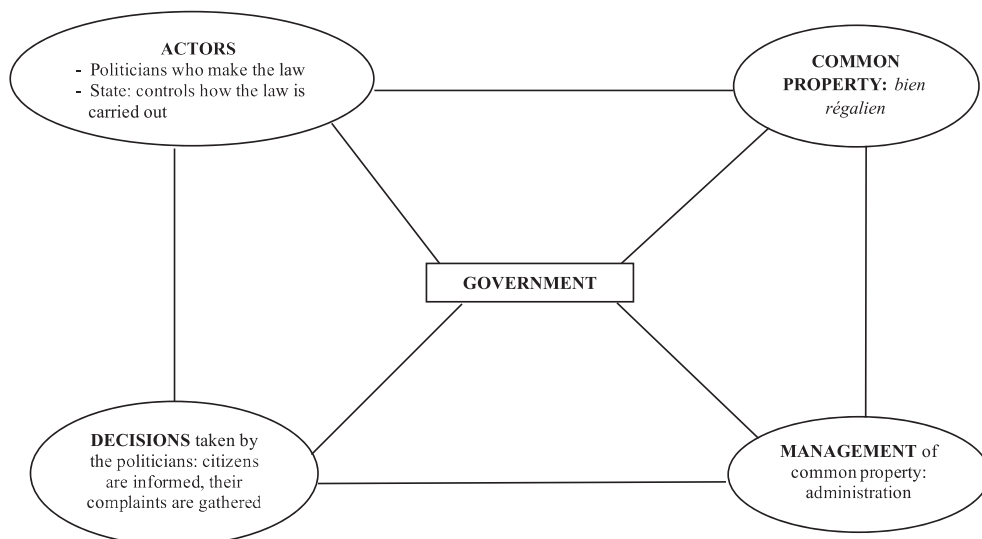 ACTORS
- Politicians who make the law
- State: controls how the law is
carried out
COMMON
PROPERTY: bien
régalien
GOVERNMENT
DECISIONS taken by
the politicians: citizens
are informed, their
complaints are gathered
MANAGEMENT of
common property:
administration